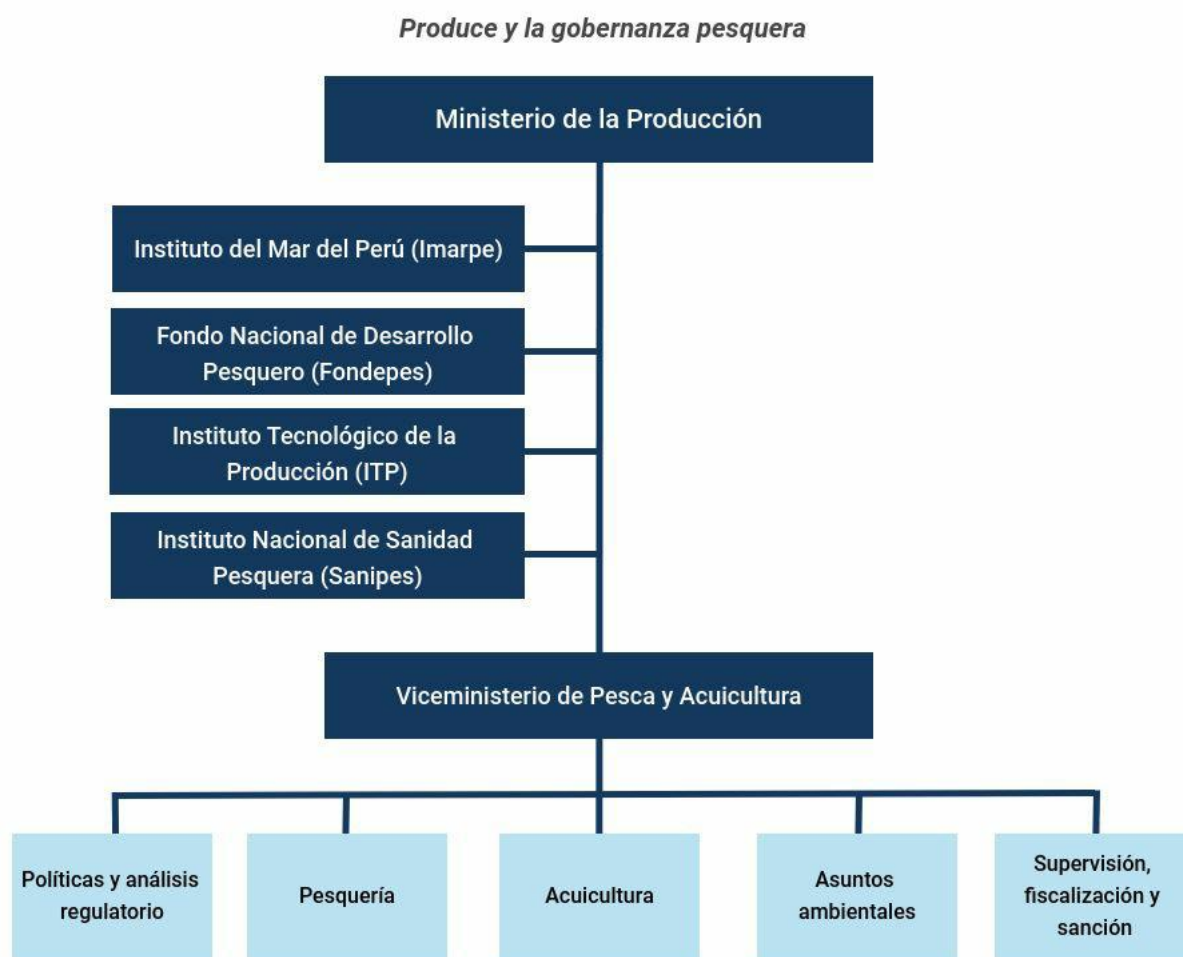 Produce y la gobernanza pesquera
Ministerio de la Producción
Instituto del Mar del Perú (Imarpe)
Fondo Nacional de Desarrollo
Pesquero (Fondepes)
Instituto Tecnológico de la
Producción (ITP)
Instituto Nacional de Sanidad
Pesquera (Sanipes)
Viceministerio de Pesca y Acuicultura
Políticas y análisis
regulatorio
Pesquería
Acuicultura
Asuntos
ambientales
Supervisión,
fiscalización y
sanción